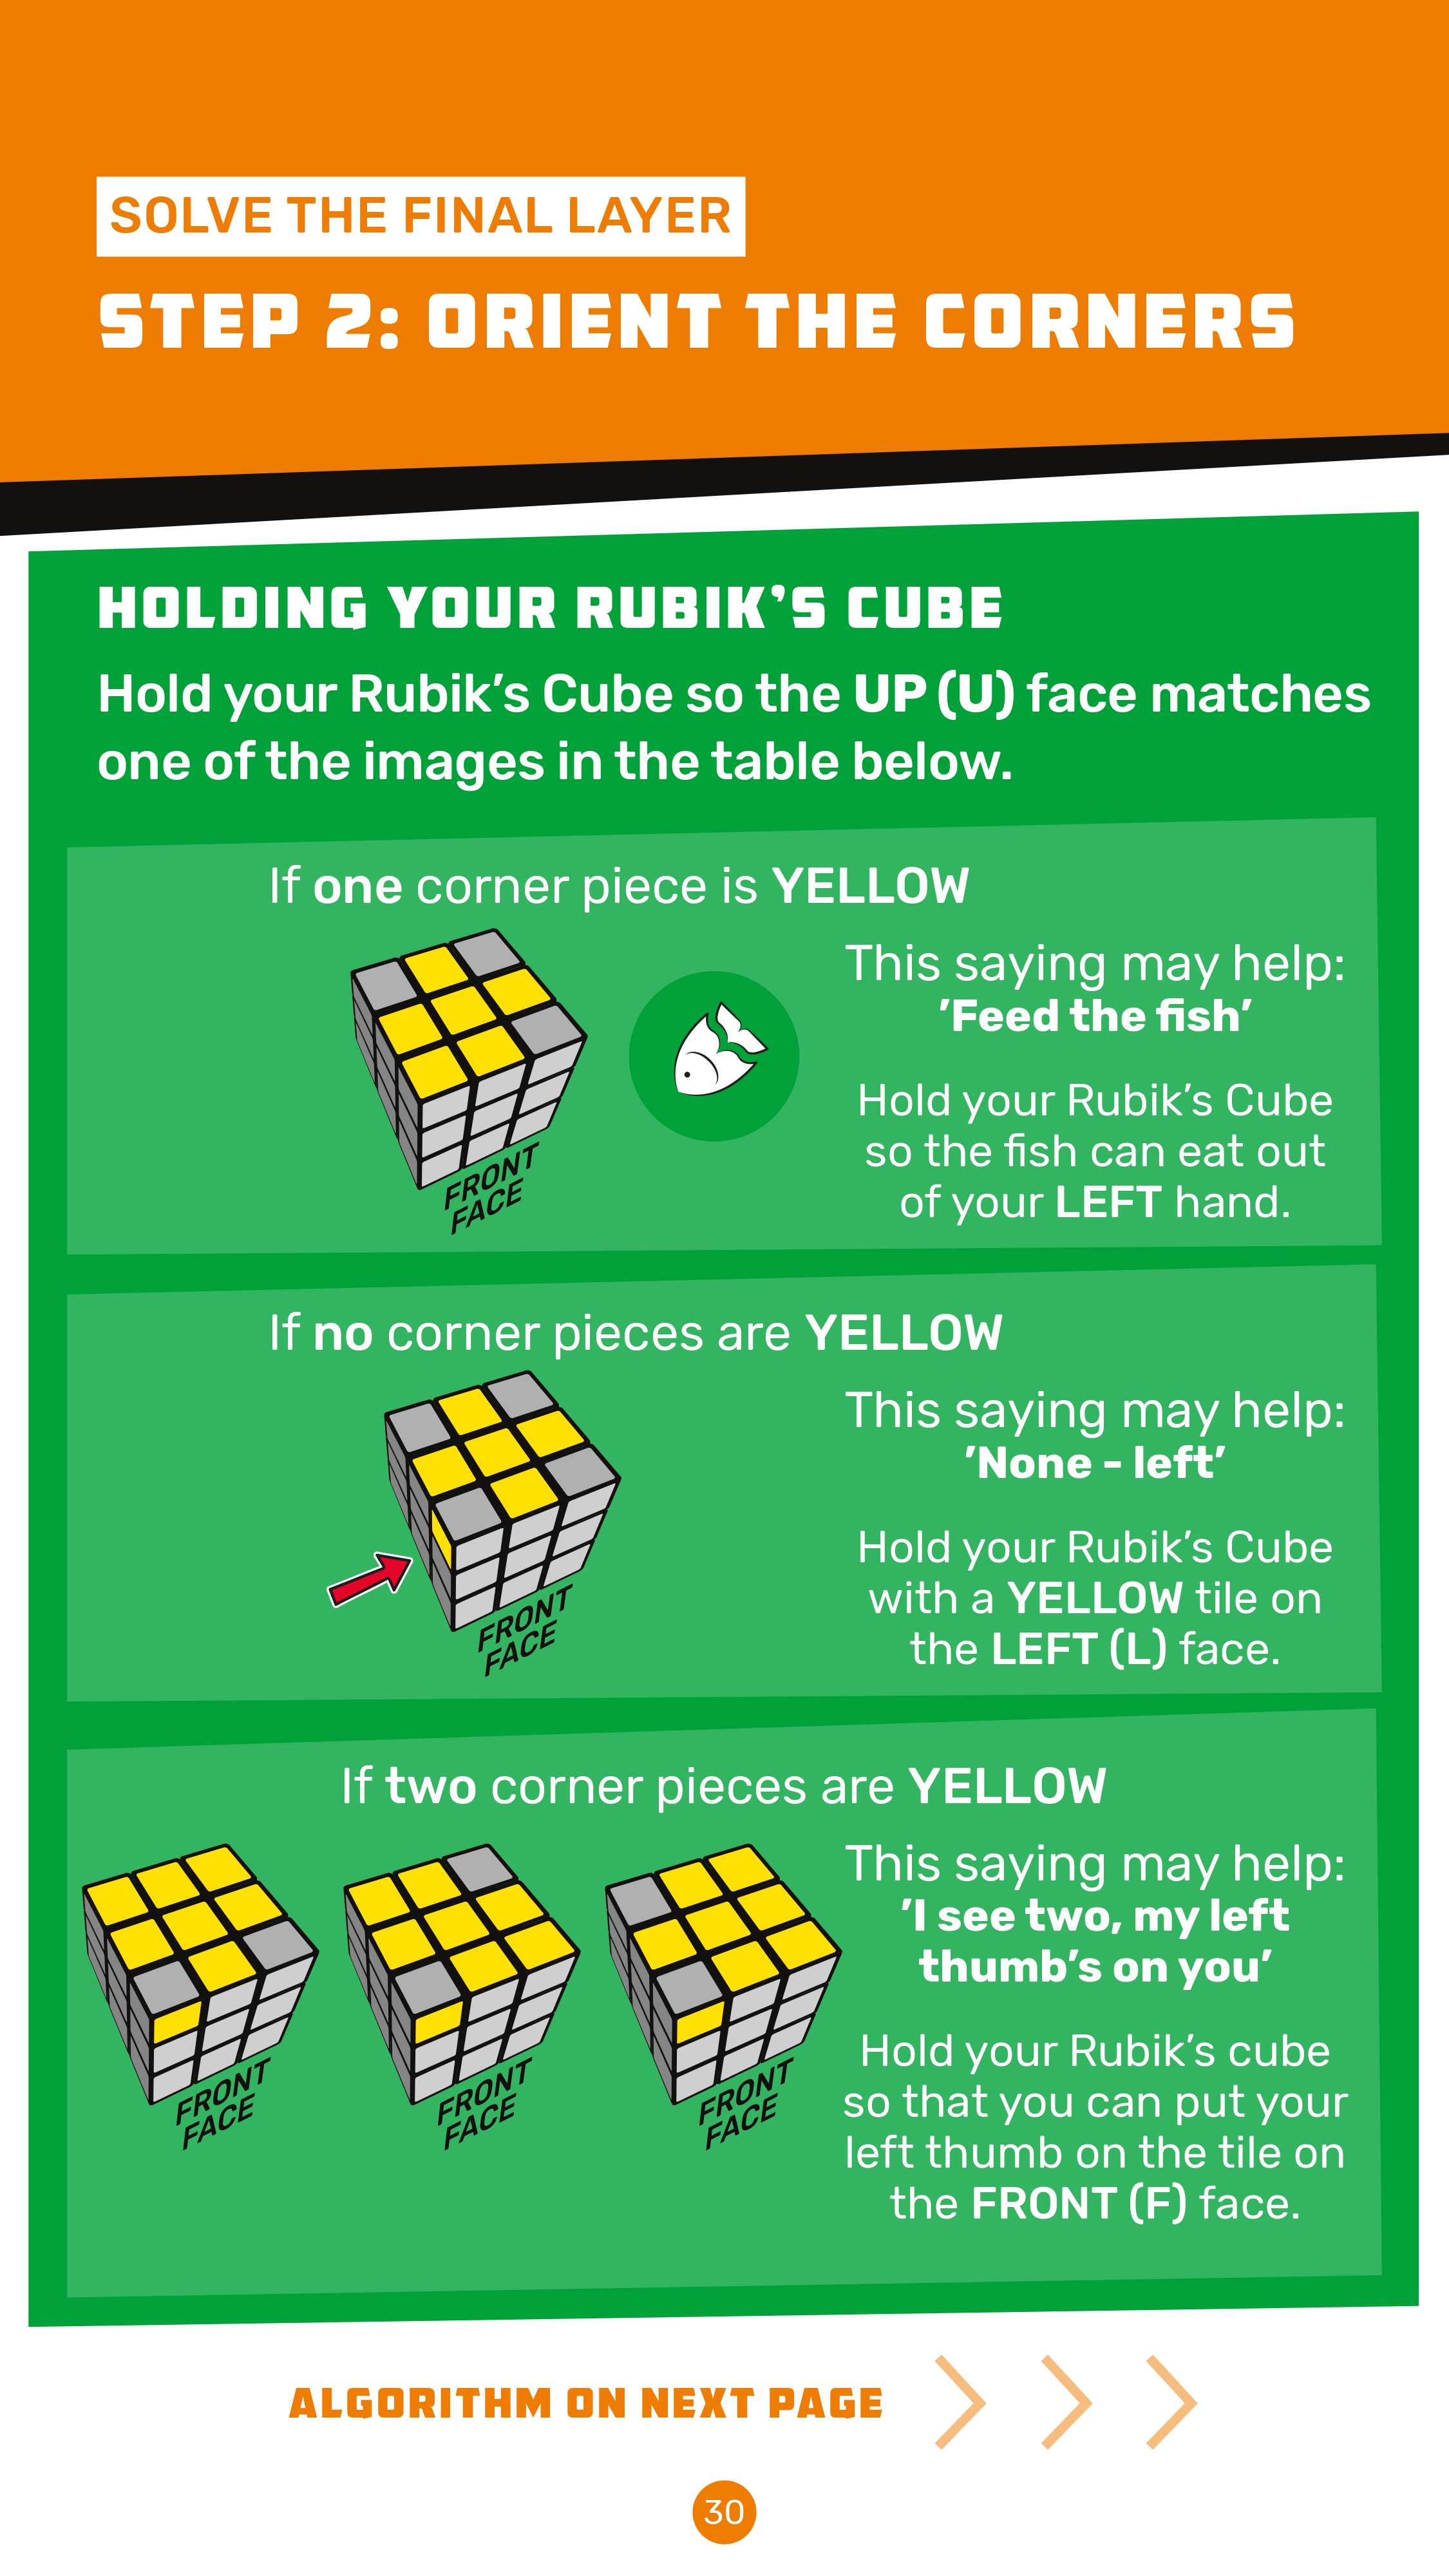 SOLVE THE FINAL LAYER
STEP 2: ORIENT THE CORNERS
HOLDING YOUR RUBIK’S CUBE
Hold your Rubik’s Cube so the UP (U) face matches
one of the images in the table below.
If one corner piece is YELLOW
This saying may help:
’Feed the fish’
Hold your Rubik’s Cube
so the fish can eat out
of your LEFT hand.
FRONT
FACE
If no corner pieces are YELLOW
This saying may help:
’None - left’
Hold your Rubik’s Cube
with a YELLOW tile on
the LEFT (L) face.
FRONT
FACE
If two corner pieces are YELLOW
This saying may help:
’I see two, my left
thumb’s on you’
Hold your Rubik’s cube
so that you can put your
left thumb on the tile on
the FRONT (F) face.
FRONT
FACE
FRONT
FACE
FRONT
FACE
ALGORITHM ON NEXT PAGE
30